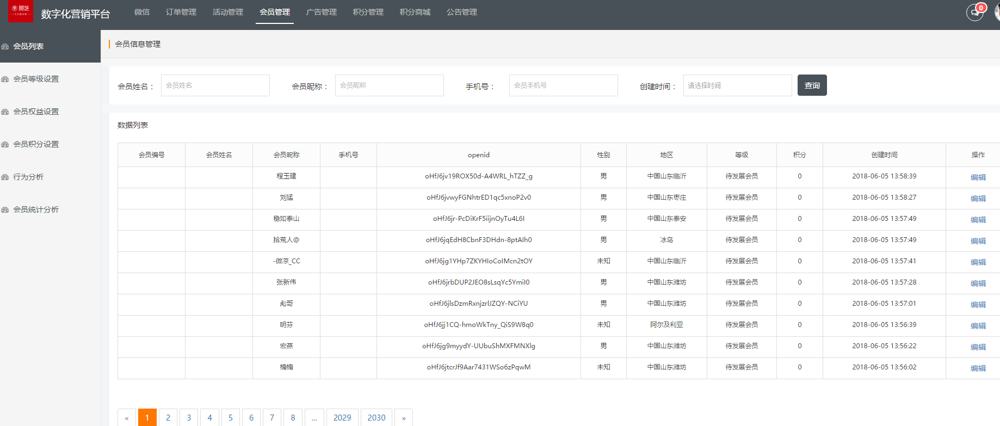 景芝
数字化营销平台 微信 订单管理 活动管理 会员管理 广告管理 积分管理 积分商城 公告管理 0
会员列表
会员等级设置
会员权益设置
会员积分设置
行为分析
会员统计分析
会员信息管理
会员姓名： 会员姓名 会员昵称： 会员昵称 手机号： 会员手机号 创建时间： 请选择时间 查询
数据列表
会员编号 会员姓名 会员昵称 手机号 openid 性别 地区 等级 积分 创建时间 操作
程玉建 oHfJ6jv19ROX50d-A4WRL_hTZZ_g 男 中国山东临沂 待发展会员 0 2018-06-05 13:58:39 编辑
刘猛 oHfJ6jvwyFGNhtrED1qc5xnoP2v0 男 中国山东枣庄 待发展会员 0 2018-06-05 13:58:27 编辑
稳如泰山 oHfJ6jr-PcDiKrF5iijnOyTu4L6I 男 中国山东泰安 待发展会员 0 2018-06-05 13:57:49 编辑
拾荒人@ oHfJ6jqEdH8CbnF3DHdn-8ptAIh0 男 冰岛 待发展会员 0 2018-06-05 13:57:49 编辑
-微凉_CC oHfJ6jg1YHp7ZKYHIoCoIMcn2tOY 未知 中国山东临沂 待发展会员 0 2018-06-05 13:57:41 编辑
张新伟 oHfJ6jrbDUP2JEO8sLsqYc5YmiI0 男 中国山东潍坊 待发展会员 0 2018-06-05 13:57:28 编辑
彪哥 oHfJ6jlsDzmRxnjzrlJZQY-NCiYU 男 中国山东潍坊 待发展会员 0 2018-06-05 13:57:01 编辑
明芬 oHfJ6jj1CQ-hmoWkTny_QiS9W8q0 未知 阿尔及利亚 待发展会员 0 2018-06-05 13:56:39 编辑
宏燕 oHfJ6jg9myydY-UUbuShMXFMNXlg 男 中国山东潍坊 待发展会员 0 2018-06-05 13:56:22 编辑
楠楠 oHfJ6jtcrJf9Aar7431WSo6zPqwM 未知 中国山东潍坊 待发展会员 0 2018-06-05 13:56:02 编辑
« 1 2 3 4 5 6 7 8 ... 2029 2030 »